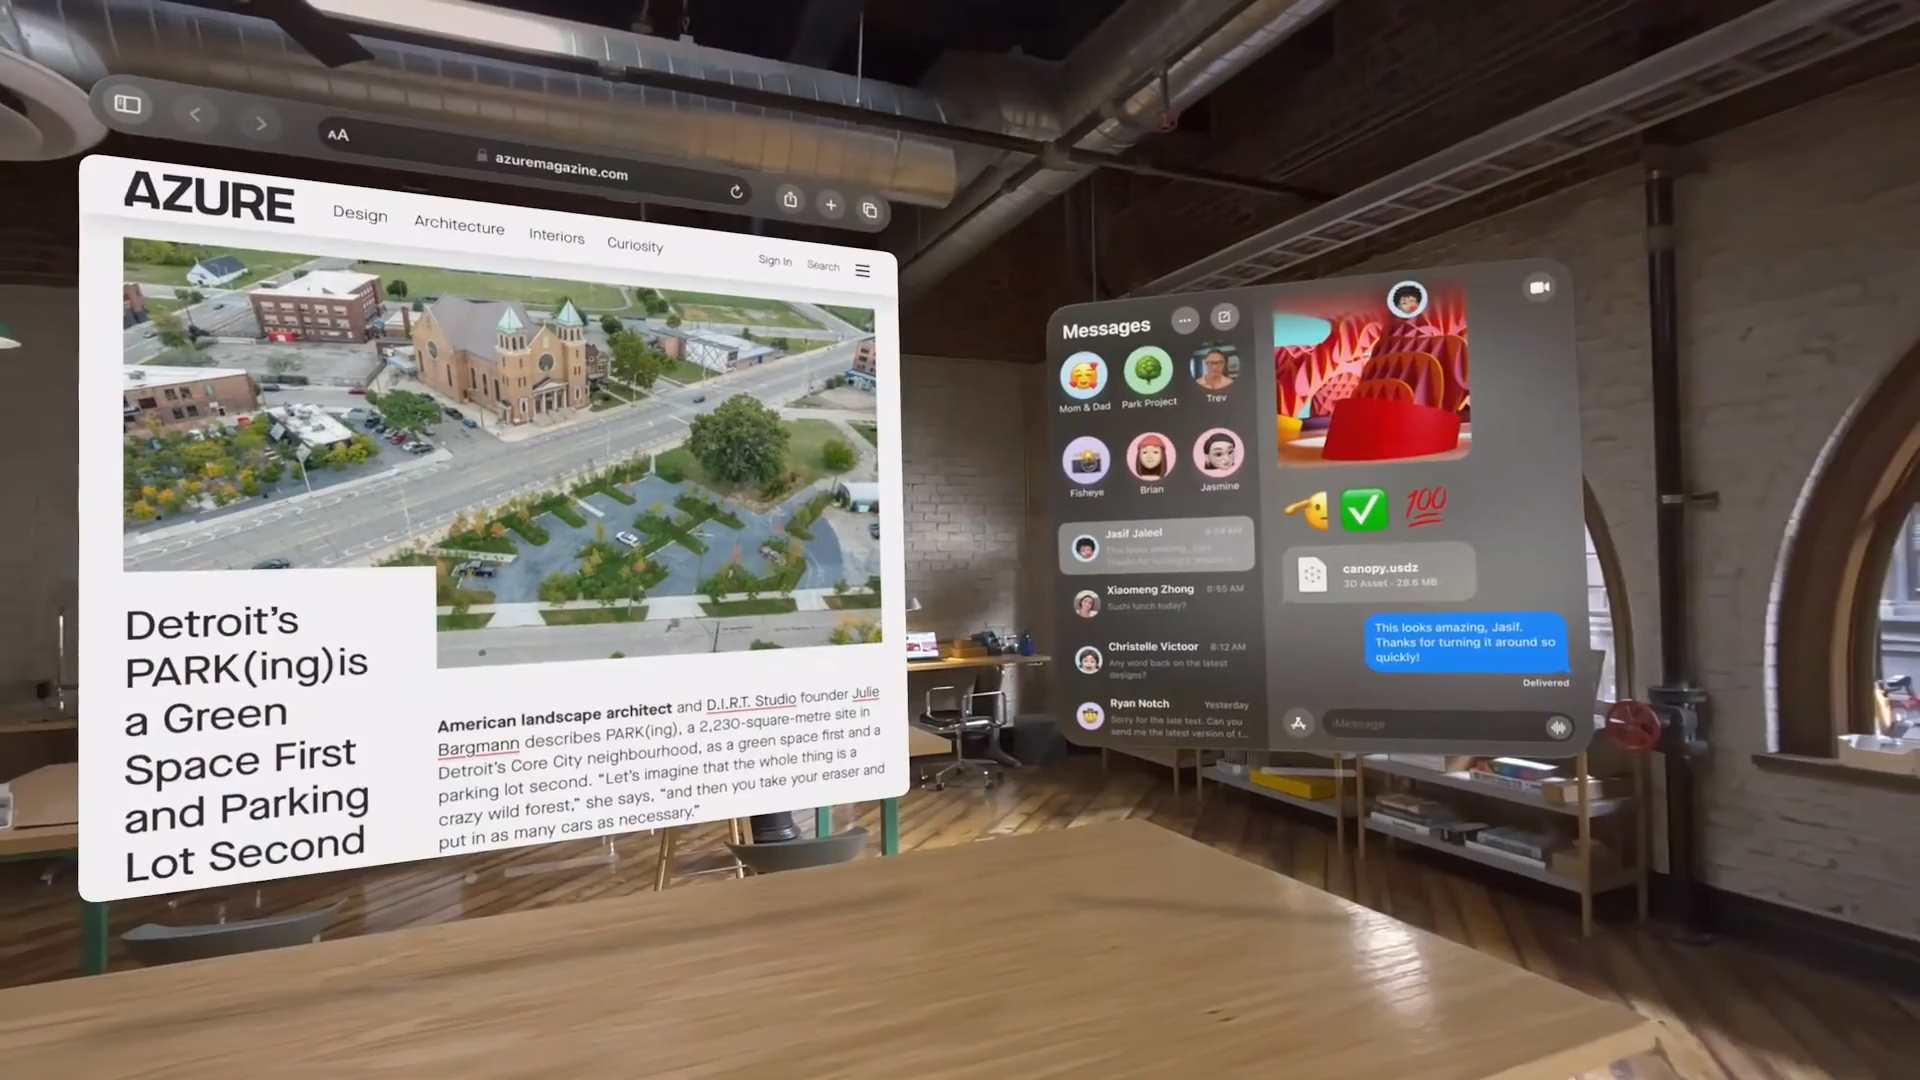 AA
azuremagazine.com
AZURE
Design
Architecture
Interiors
Curiosity
Sign In
Search
Detroit's
PARK(ing)is
a Green
Space First
and Parking
Lot Second
American landscape architect and D.I.R.T. Studio founder Julie
Bargmann describes PARK(ing), a 2,230-square-metre site in
Detroit's Core City neighbourhood, as a green space first and a
parking lot second. “Let's imagine that the whole thing is a
crazy wild forest,” she says, “and then you take your eraser and
put in as many cars as necessary.”
Messages
Mom & Dad
Park Project
Trev
Fisheye
Brian
Jasmine
Jasif Jaleel
This looks amazing, Jasif.
Xiaomeng Zhong 8:55 AM
Sushi lunch today?
Christelle Victoor 8:12 AM
Any word back on the latest
designs?
Ryan Notch Yesterday
Sorry for the late text. Can you
send me the latest version of t...
100
canopy.usdz
3D Asset - 28.6 MB
This looks amazing, Jasif.
Thanks for turning it around so
quickly!
Delivered
iMessage